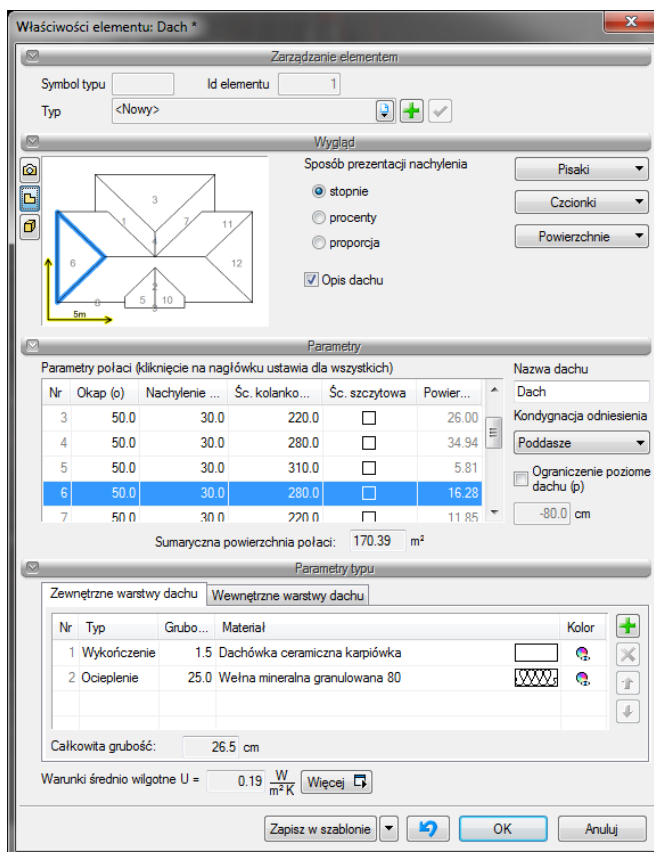 Właściwości elementu: Dach *
Zarządzanie elementem
Symbol typu Id elementu 1
Typ <Nowy>
Wygląd
Sposób prezentacji nachylenia
stopnie
procenty
proporcja
Opis dachu
Pisaki
Czcionki
Powierzchnie
3
1 7 11
4
6 12
2
8 5 10
9
5m
Parametry
Parametry połaci (kliknięcie na nagłówku ustawia dla wszystkich)
Nr Okap (o) Nachylenie ... Śc. kolanko... Śc. szczytowa Powier...
3 50.0 30.0 220.0 26.00
4 50.0 30.0 280.0 34.94
5 50.0 30.0 310.0 5.81
6 50.0 30.0 280.0 16.28
7 50.0 30.0 220.0 11.85
Sumaryczna powierzchnia połaci: 170.39 m²
Nazwa dachu
Dach
Kondygnacja odniesienia
Poddasze
Ograniczenie poziome
dachu (p)
-80.0 cm
Parametry typu
Zewnętrzne warstwy dachu Wewnętrzne warstwy dachu
Nr Typ Grubo... Materiał Kolor
1 Wykończenie 1.5 Dachówka ceramiczna karpiówka
2 Ocieplenie 25.0 Wełna mineralna granulowana 80
Całkowita grubość: 26.5 cm
Warunki średnio wilgotne U = 0.19 W/m²K Więcej
Zapisz w szablonie OK Anuluj